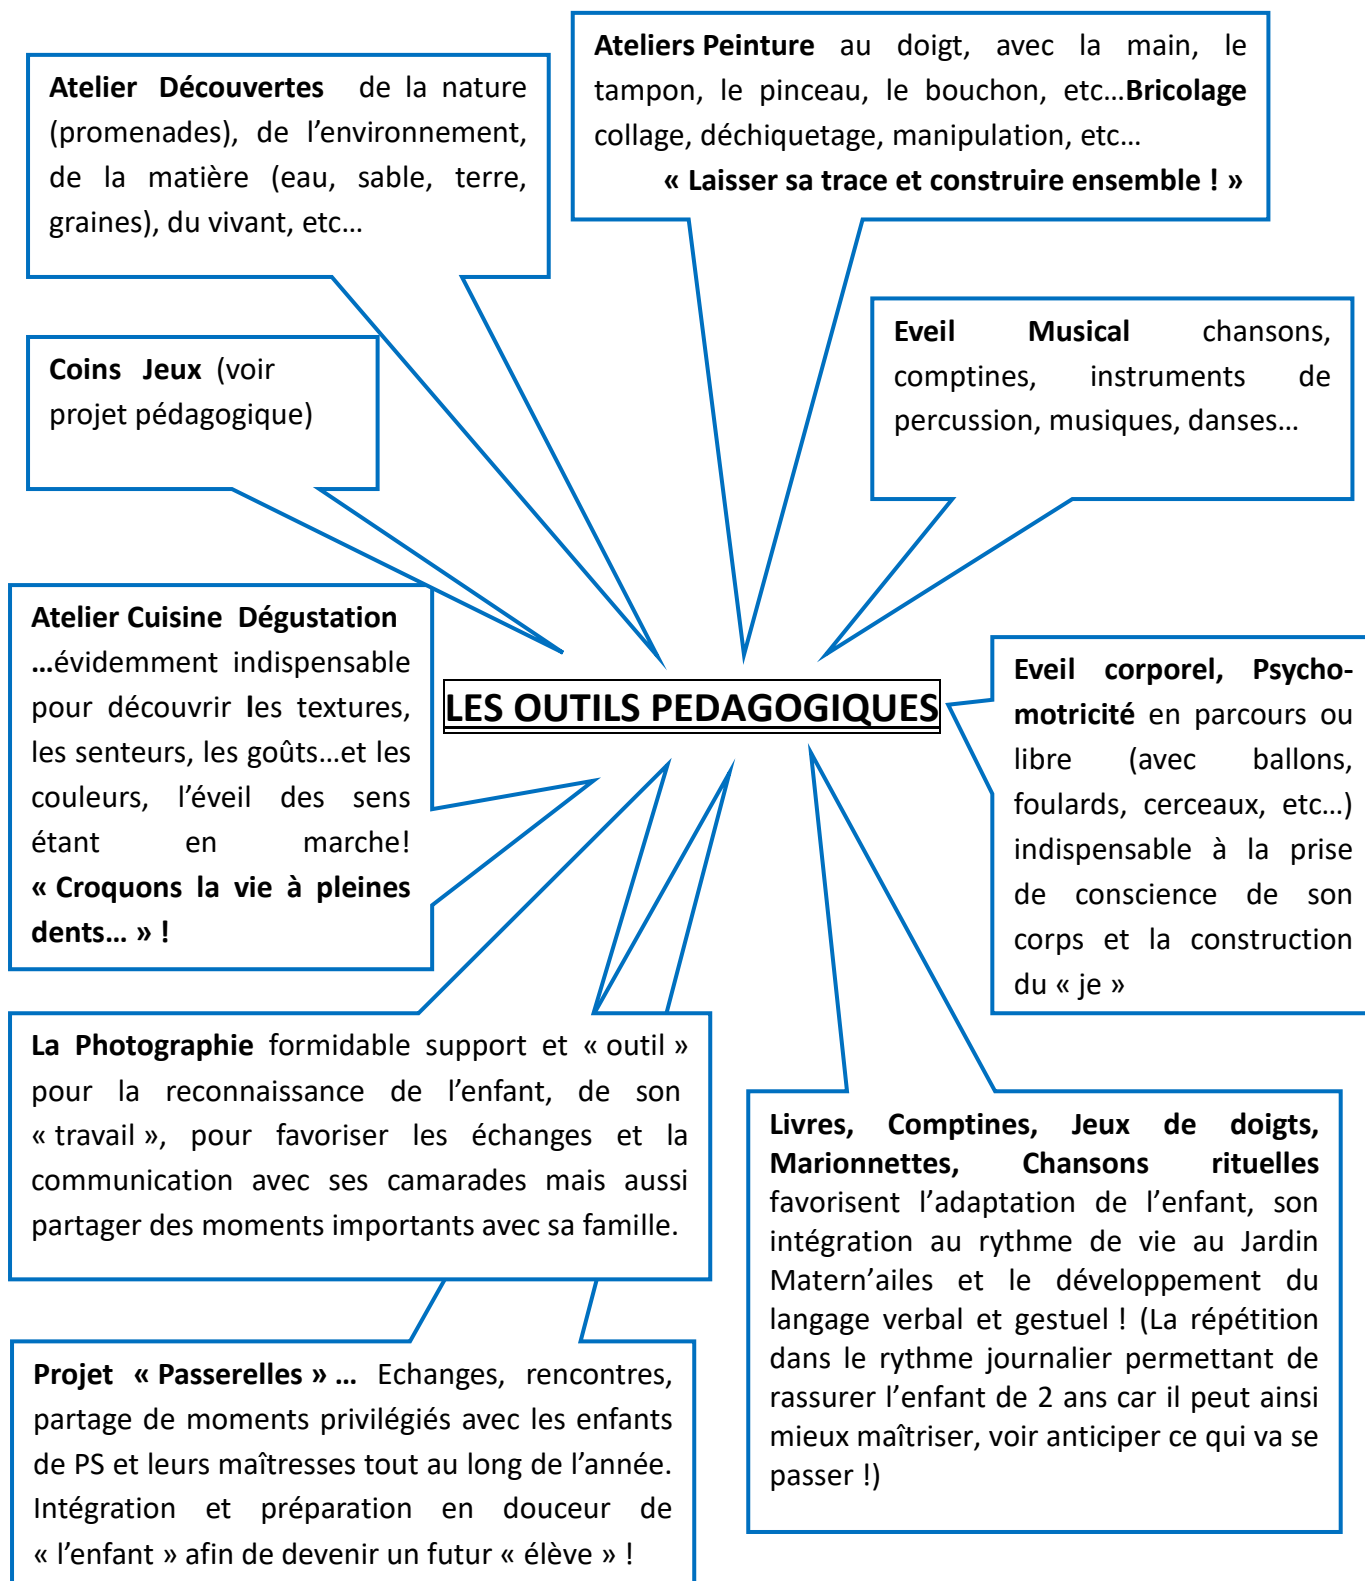 Atelier Découvertes de la nature
(promenades), de l’environnement,
de la matière (eau, sable, terre,
graines), du vivant, etc…
Ateliers Peinture au doigt, avec la main, le
tampon, le pinceau, le bouchon, etc…Bricolage
collage, déchiquetage, manipulation, etc…
« Laisser sa trace et construire ensemble ! »
Coins Jeux (voir
projet pédagogique)
Eveil Musical chansons,
comptines, instruments de
percussion, musiques, danses…
Atelier Cuisine Dégustation
…évidemment indispensable
pour découvrir les textures,
les senteurs, les goûts…et les
couleurs, l’éveil des sens
étant en marche!
« Croquons la vie à pleines
dents… » !
LES OUTILS PEDAGOGIQUES
Eveil corporel, Psycho-
motricité en parcours ou
libre (avec ballons,
foulards, cerceaux, etc…)
indispensable à la prise
de conscience de son
corps et la construction
du « je »
La Photographie formidable support et « outil »
pour la reconnaissance de l’enfant, de son
« travail », pour favoriser les échanges et la
communication avec ses camarades mais aussi
partager des moments importants avec sa famille.
Livres, Comptines, Jeux de doigts,
Marionnettes, Chansons rituelles
favorisent l’adaptation de l’enfant, son
intégration au rythme de vie au Jardin
Matern’ailes et le développement du
langage verbal et gestuel ! (La répétition
dans le rythme journalier permettant de
rassurer l’enfant de 2 ans car il peut ainsi
mieux maîtriser, voir anticiper ce qui va se
passer !)
Projet « Passerelles » … Echanges, rencontres,
partage de moments privilégiés avec les enfants
de PS et leurs maîtresses tout au long de l’année.
Intégration et préparation en douceur de
« l’enfant » afin de devenir un futur « élève » !